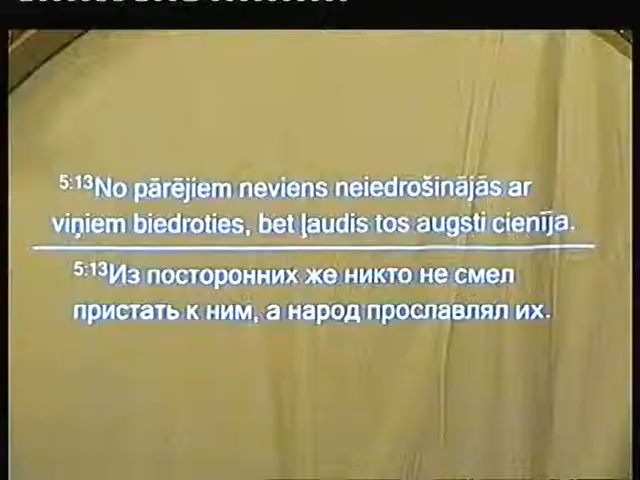 5:13No pārējiem neviens neiedrošinājās ar
viņiem biedroties, bet ļaudis tos augsti cienīja.
5:13Из посторонних же никто не смел
пристать к ним, а народ прославлял их.